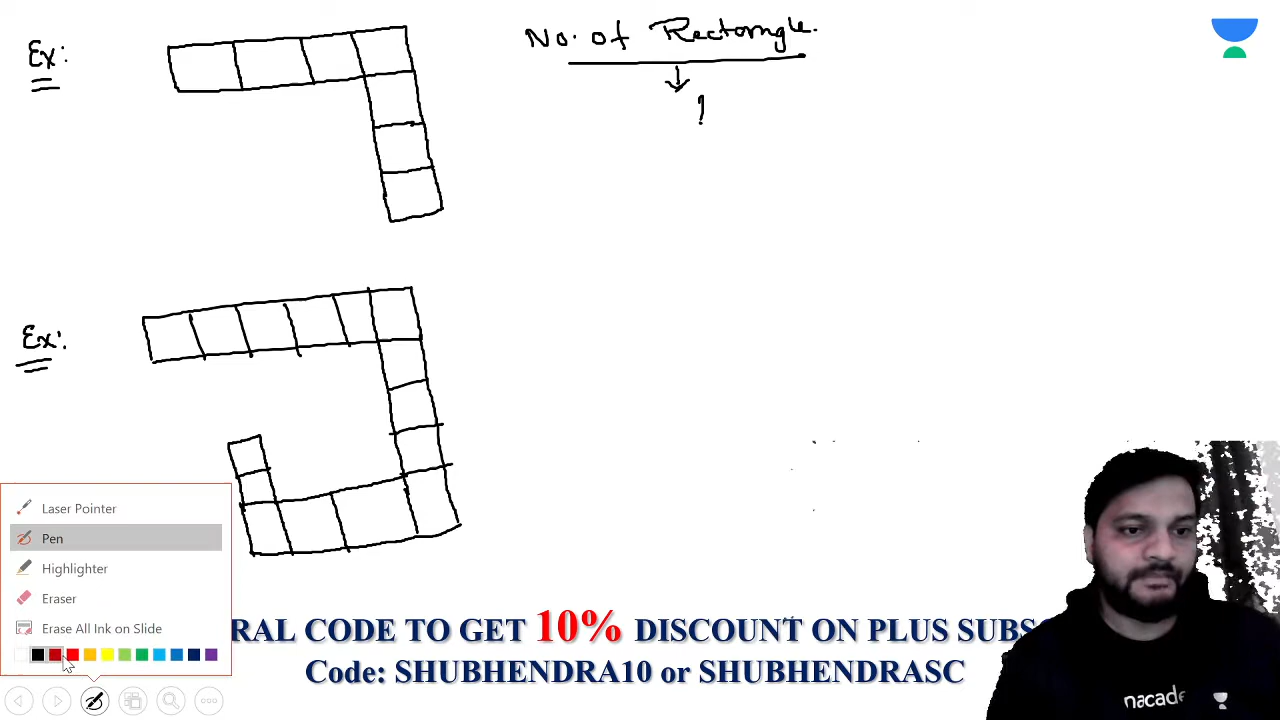 Ex:
No. of Rectangle.
Ex:
Laser Pointer
Pen
Highlighter
Eraser
Erase All Ink on Slide
RAL CODE TO GET 10% DISCOUNT ON PLUS SUBS
Code: SHUBHENDRA10 or SHUBHENDRASC
nacade